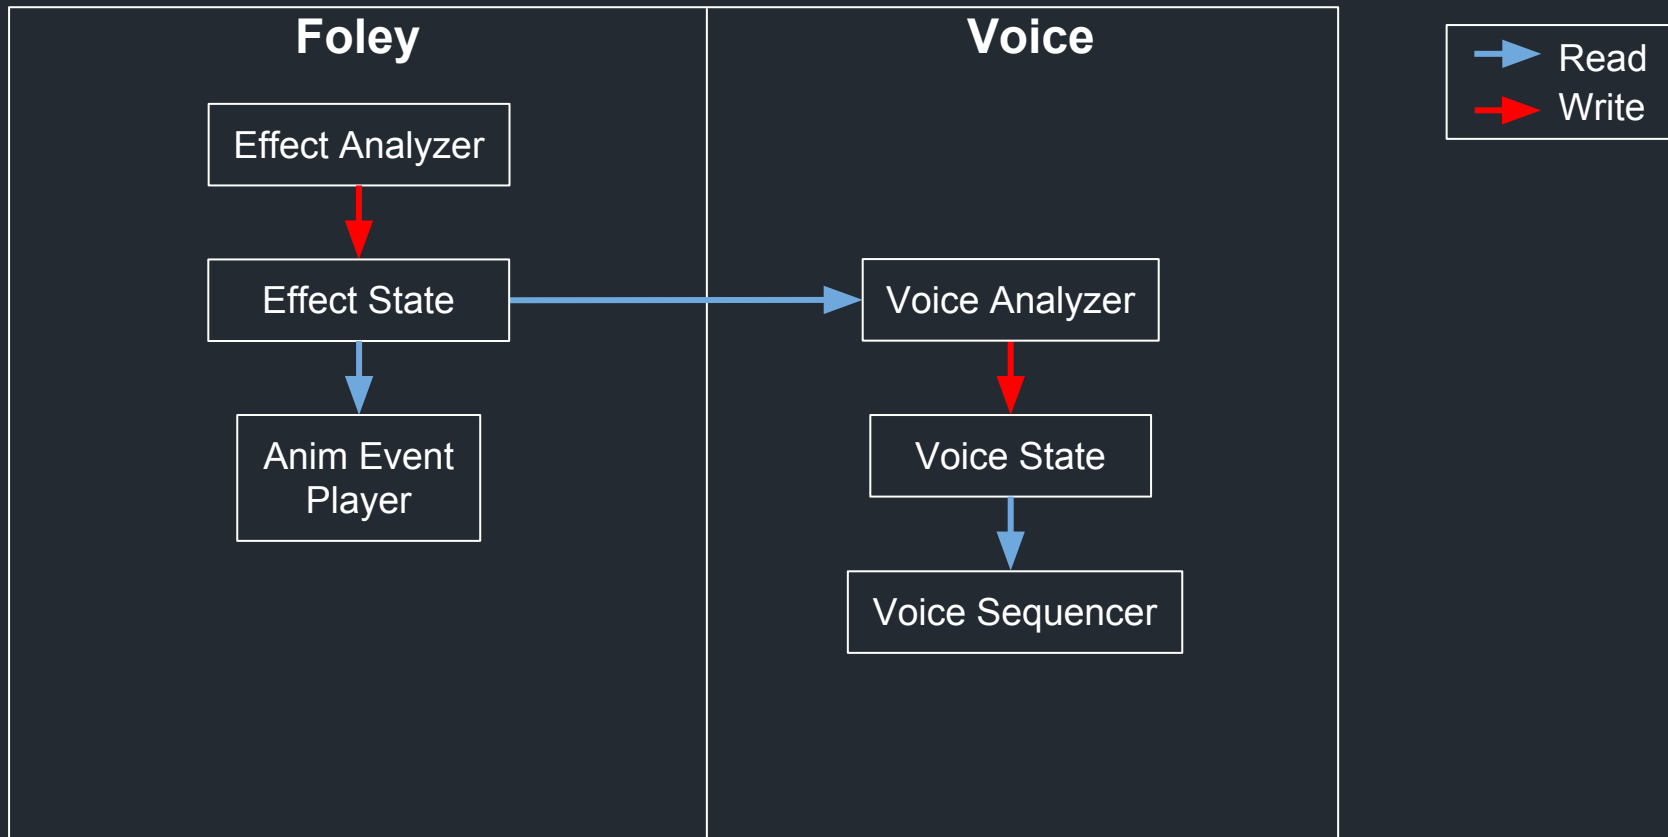 Foley
Voice
Read
Write
Effect Analyzer
Effect State
Voice Analyzer
Anim Event
Player
Voice State
Voice Sequencer